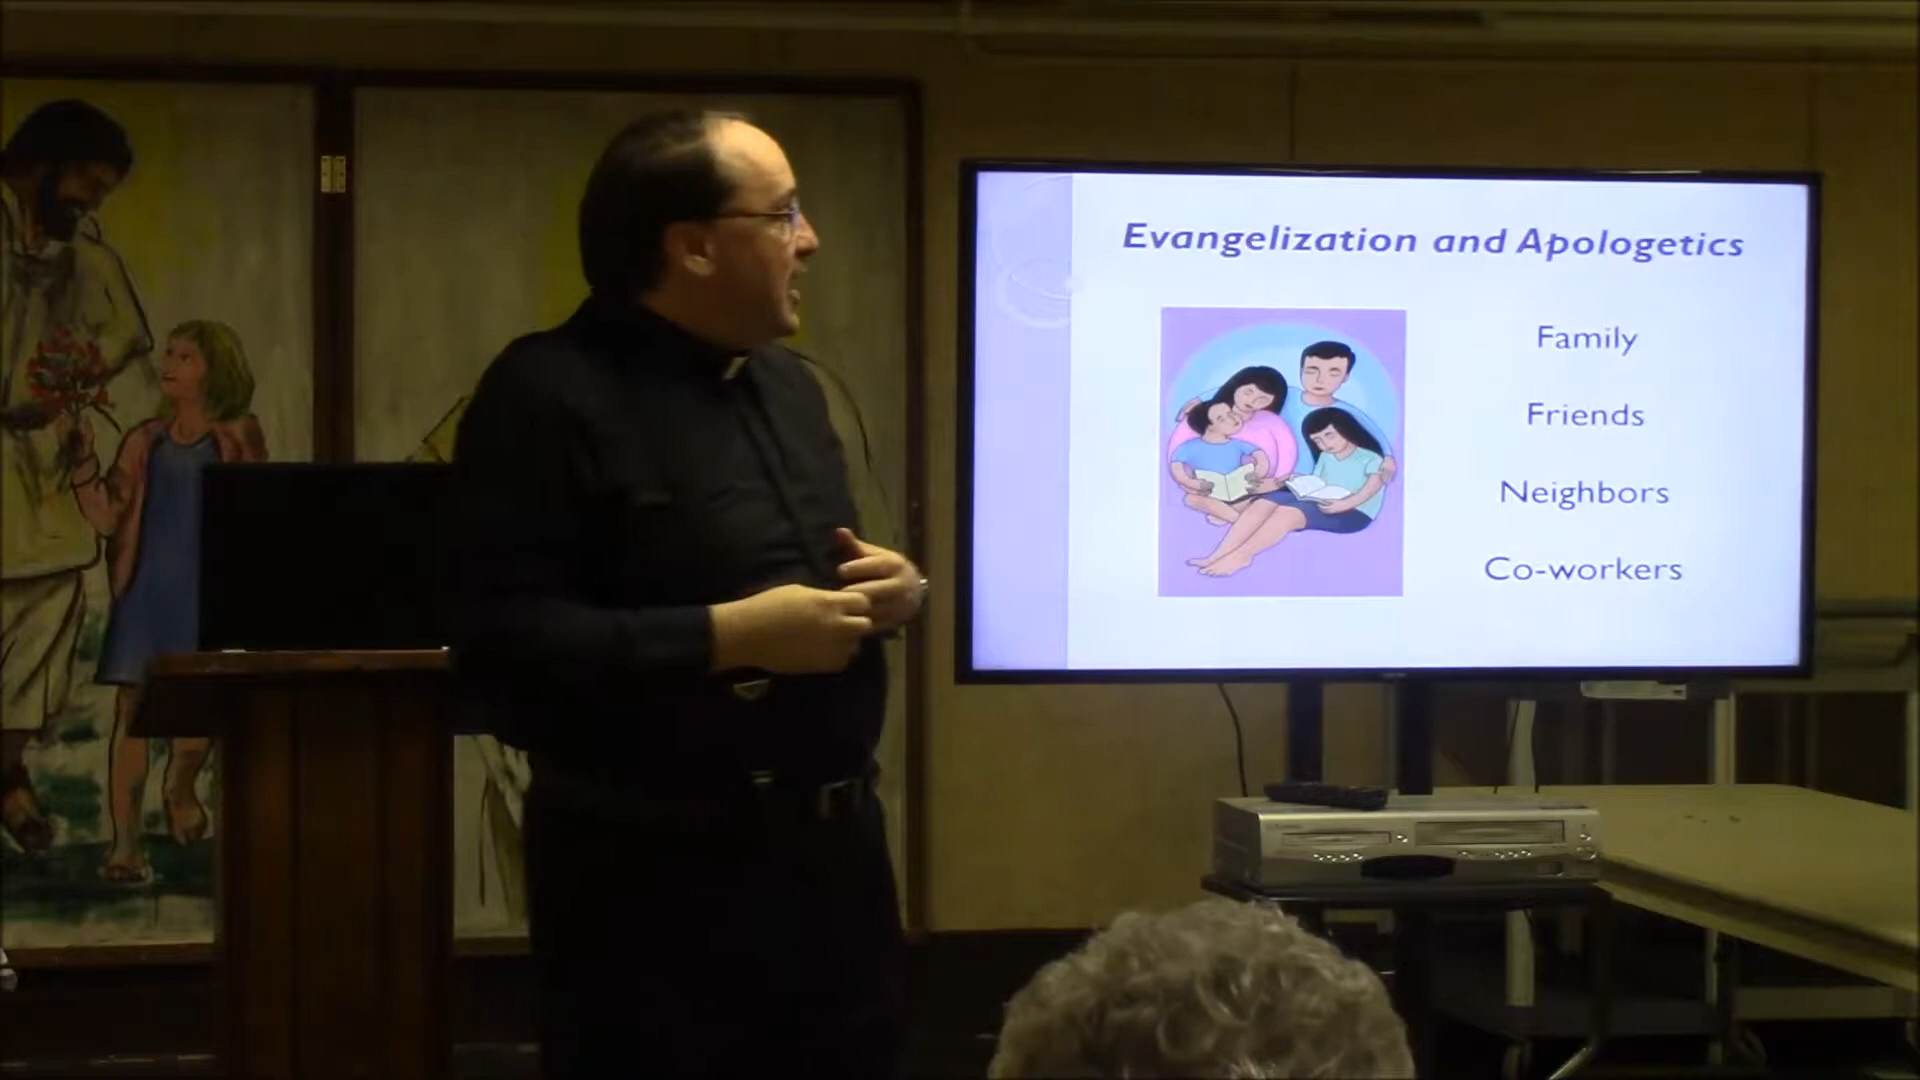 Evangelization and Apologetics
Family
Friends
Neighbors
Co-workers